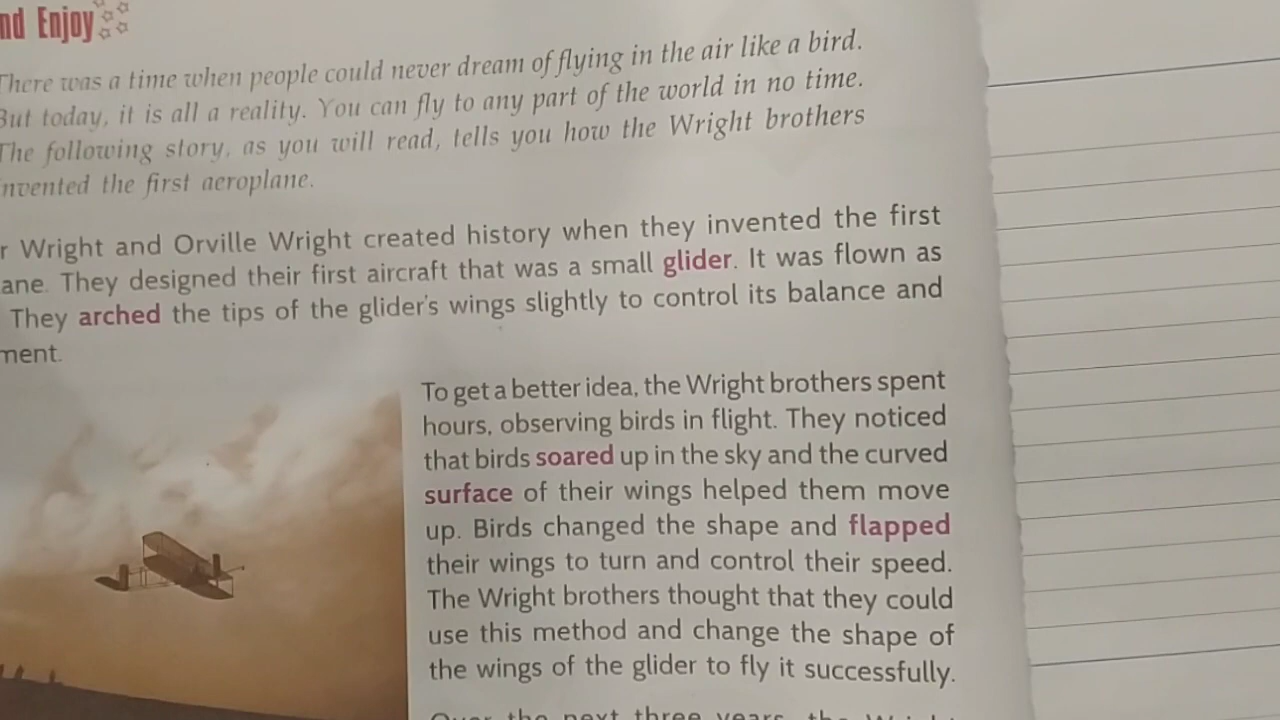 nd Enjoy
There was a time when people could never dream of flying in the air like a bird.
But today, it is all a reality. You can fly to any part of the world in no time.
The following story, as you will read, tells you how the Wright brothers
invented the first aeroplane.
r Wright and Orville Wright created history when they invented the first
ane. They designed their first aircraft that was a small glider. It was flown as
They arched the tips of the glider's wings slightly to control its balance and
ment.
To get a better idea, the Wright brothers spent
hours, observing birds in flight. They noticed
that birds soared up in the sky and the curved
surface of their wings helped them move
up. Birds changed the shape and flapped
their wings to turn and control their speed.
The Wright brothers thought that they could
use this method and change the shape of
the wings of the glider to fly it successfully.
Over the next three years, the